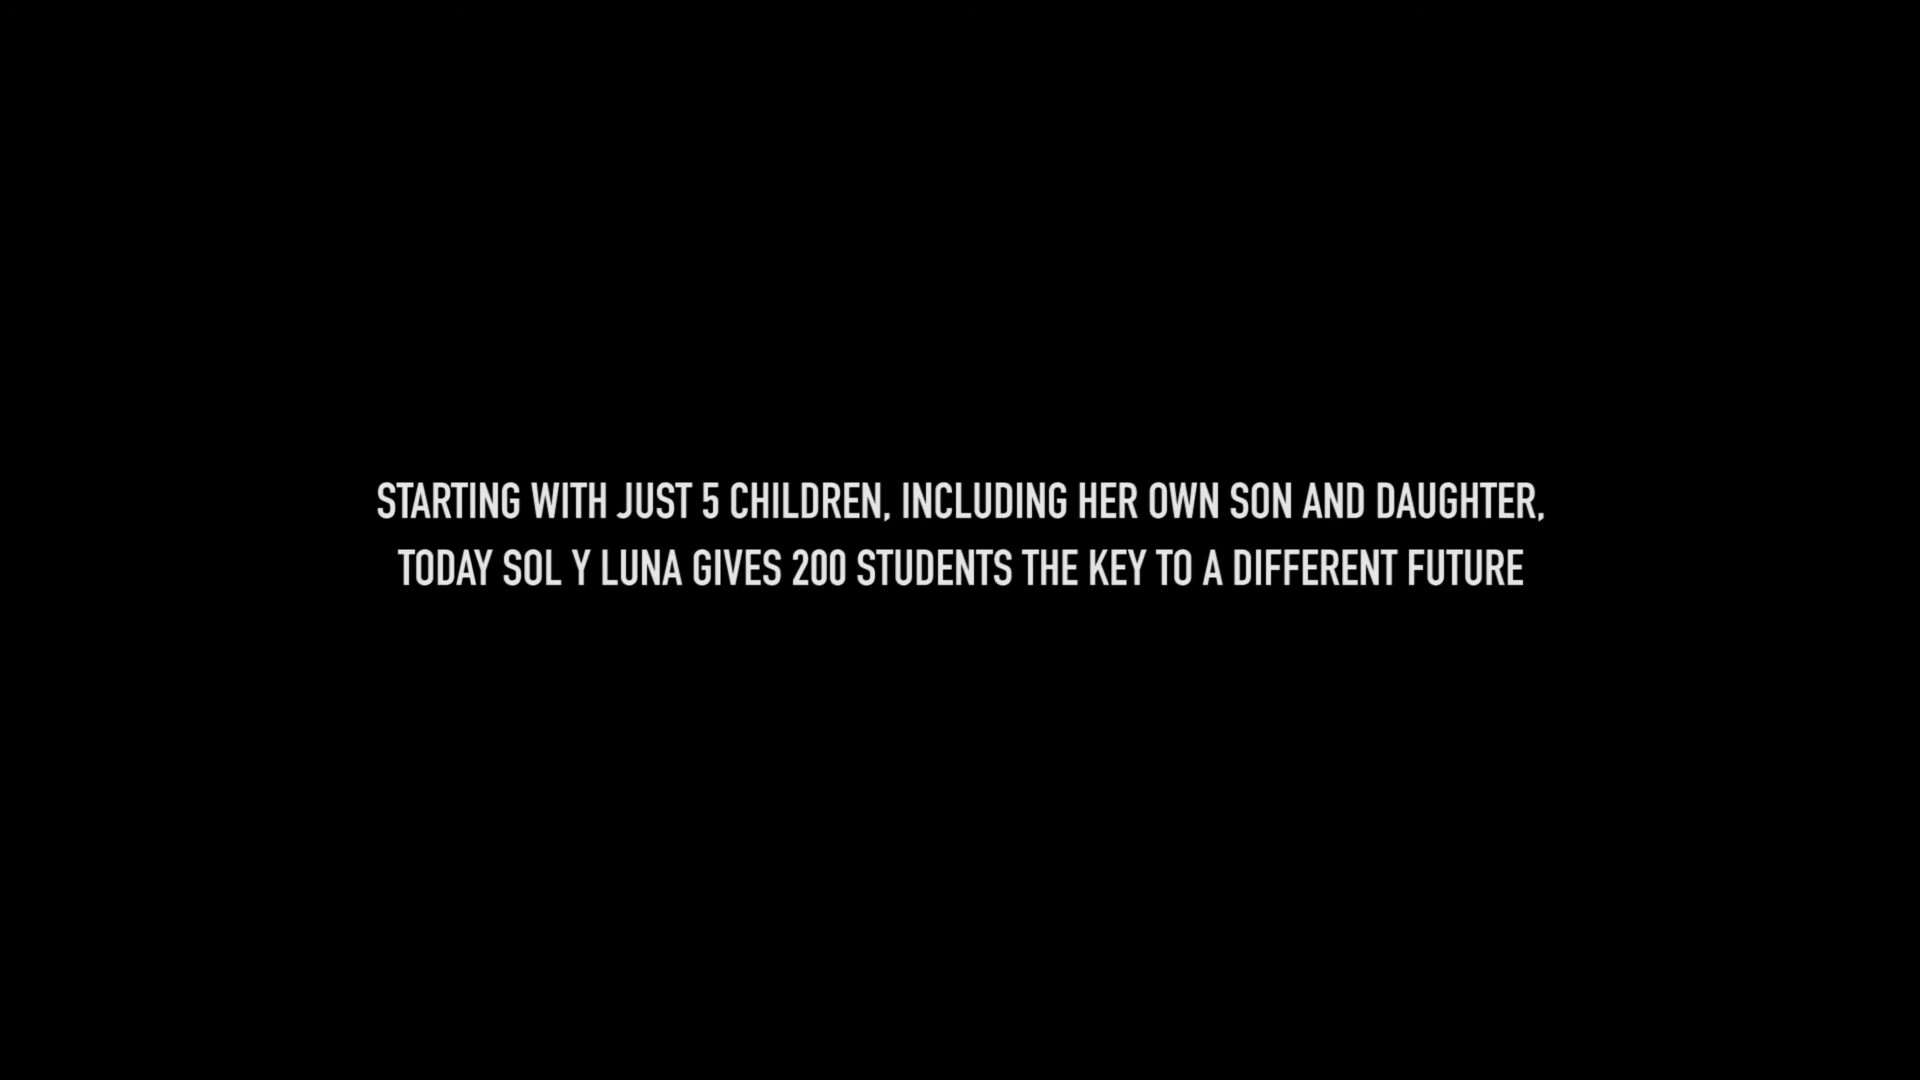 STARTING WITH JUST 5 CHILDREN, INCLUDING HER OWN SON AND DAUGHTER,
TODAY SOL Y LUNA GIVES 200 STUDENTS THE KEY TO A DIFFERENT FUTURE